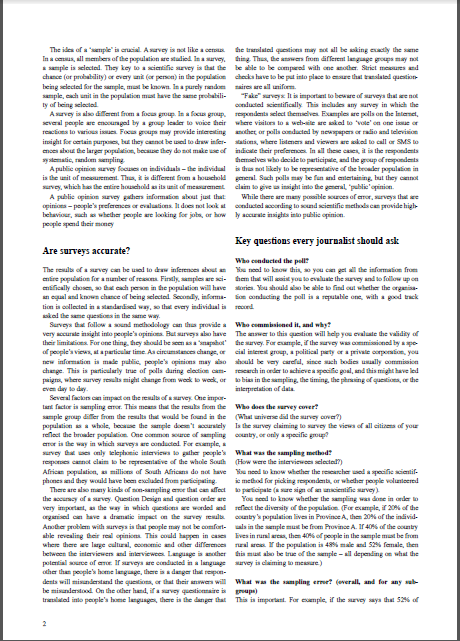 The idea of a 'sample' is crucial. A survey is not like a census.
In a census, all members of the population are studied. In a survey,
a sample is selected. They key to a scientific survey is that the
chance (or probability) or every unit (or person) in the population
being selected for the sample, must be known. In a purely random
sample, each unit in the population must have the same probabili-
ty of being selected.
A survey is also different from a focus group. In a focus group,
several people are encouraged by a group leader to voice their
reactions to various issues. Focus groups may provide interesting
insight for certain purposes, but they cannot be used to draw infer-
ences about the larger population, because they do not make use of
systematic, random sampling.
A public opinion survey focuses on individuals – the individual
is the unit of measurement. Thus, it is different from a household
survey, which has the entire household as its unit of measurement.
A public opinion survey gathers information about just that:
opinions – people's preferences or evaluations. It does not look at
behaviour, such as whether people are looking for jobs, or how
people spend their money
Are surveys accurate?
The results of a survey can be used to draw inferences about an
entire population for a number of reasons. Firstly, samples are sci-
entifically chosen, so that each person in the population will have
an equal and known chance of being selected. Secondly, informa-
tion is collected in a standardised way, so that every individual is
asked the same questions in the same way.
Surveys that follow a sound methodology can thus provide a
very accurate insight into people's opinions. But surveys also have
their limitations. For one thing, they should be seen as a 'snapshot'
of people's views, at a particular time. As circumstances change, or
new information is made public, people's opinions may also
change. This is particularly true of polls during election cam-
paigns, where survey results might change from week to week, or
even day to day.
Several factors can impact on the results of a survey. One impor-
tant factor is sampling error. This means that the results from the
sample group differ from the results that would be found in the
population as a whole, because the sample doesn't accurately
reflect the broader population. One common source of sampling
error is the way in which surveys are conducted. For example, a
survey that uses only telephonic interviews to gather people's
responses cannot claim to be representative of the whole South
African population, as millions of South Africans do not have
phones and they would have been excluded from participating.
There are also many kinds of non-sampling error that can affect
the accuracy of a survey. Question Design and question order are
very important, as the way in which questions are worded and
organised can have a dramatic impact on the survey results.
Another problem with surveys is that people may not be comfort-
able revealing their real opinions. This could happen in cases
where there are large cultural, economic and other differences
between the interviewers and interviewees. Language is another
potential source of error. If surveys are conducted in a language
other than people's home language, there is a danger that respon-
dents will misunderstand the questions, or that their answers will
be misunderstood. On the other hand, if a survey questionnaire is
translated into people's home languages, there is the danger that
the translated questions may not all be asking exactly the same
thing. Thus, the answers from different language groups may not
be able to be compared with one another. Strict measures and
checks have to be put into place to ensure that translated question-
naires are all uniform.
"Fake" surveys: It is important to beware of surveys that are not
conducted scientifically. This includes any survey in which the
respondents select themselves. Examples are polls on the Internet,
where visitors to a web-site are asked to 'vote' on one issue or
another, or polls conducted by newspapers or radio and television
stations, where listeners and viewers are asked to call or SMS to
indicate their preferences. In all these cases, it is the respondents
themselves who decide to participate, and the group of respondents
is thus not likely to be representative of the broader population in
general. Such polls may be fun and entertaining, but they cannot
claim to give us insight into the general, 'public' opinion.
While there are many possible sources of error, surveys that are
conducted according to sound scientific methods can provide high-
ly accurate insights into public opinion.
Key questions every journalist should ask
Who conducted the poll?
You need to know this, so you can get all the information from
them that will assist you to evaluate the survey and to follow up on
stories. You should also be able to find out whether the organisa-
tion conducting the poll is a reputable one, with a good track
record.
Who commissioned it, and why?
The answer to this question will help you evaluate the validity of
the survey. For example, if the survey was commissioned by a spe-
cial interest group, a political party or a private corporation, you
should be very careful, since such bodies usually commission
research in order to achieve a specific goal, and this might have led
to bias in the sampling, the timing, the phrasing of questions, or the
interpretation of data.
Who does the survey cover?
(What universe did the survey cover?)
Is the survey claiming to survey the views of all citizens of your
country, or only a specific group?
What was the sampling method?
(How were the interviewees selected?)
You need to know whether the researcher used a specific scientif-
ic method for picking respondents, or whether people volunteered
to participate (a sure sign of an unscientific survey).
You need to know whether the sampling was done in order to
reflect the diversity of the population. (For example, if 20% of the
country's population lives in Province A, then 20% of the individ-
uals in the sample must be from Province A. If 40% of the country
lives in rural areas, then 40% of people in the sample must be from
rural areas. If the population is 48% male and 52% female, then
this must also be true of the sample – all depending on what the
survey is claiming to measure.)
What was the sampling error? (overall, and for any sub-
groups)
This is important. For example, if the survey says that 52% of
2